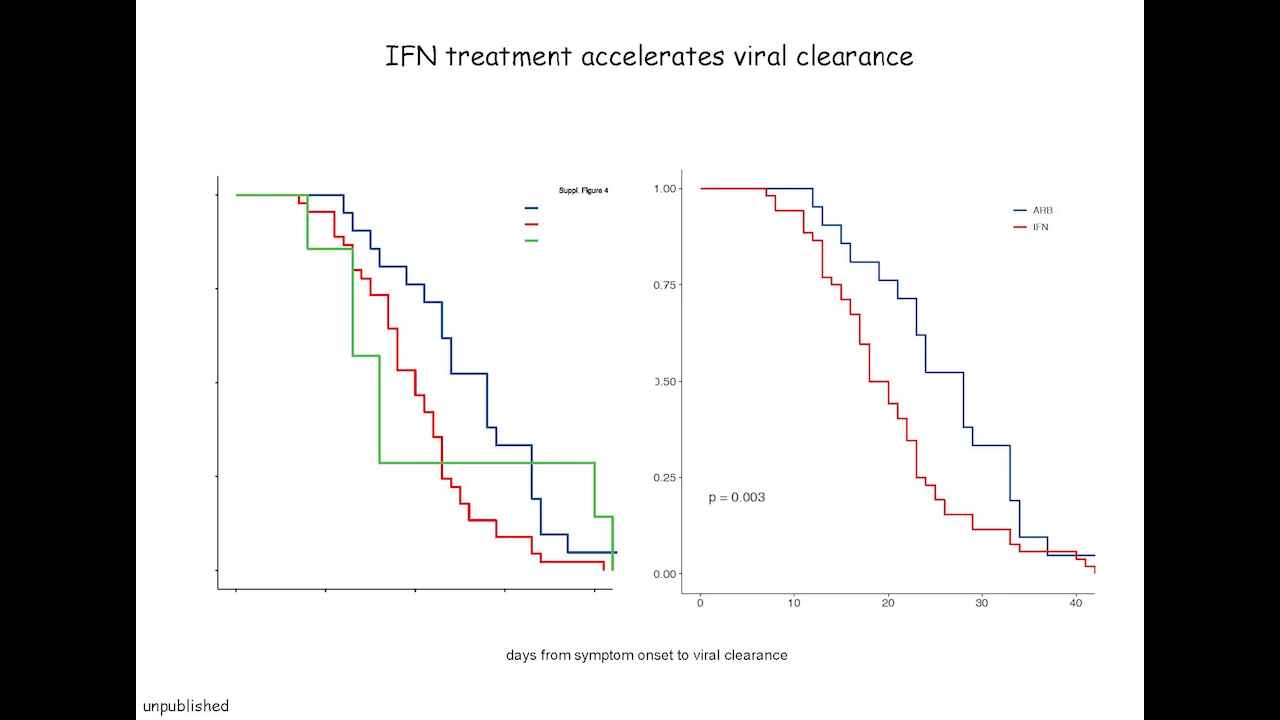 IFN treatment accelerates viral clearance
Suppl. Figure 4
1.00
0.75
0.50
0.25
0.00
ARB
IFN
p = 0.003
0 10 20 30 40
days from symptom onset to viral clearance
unpublished